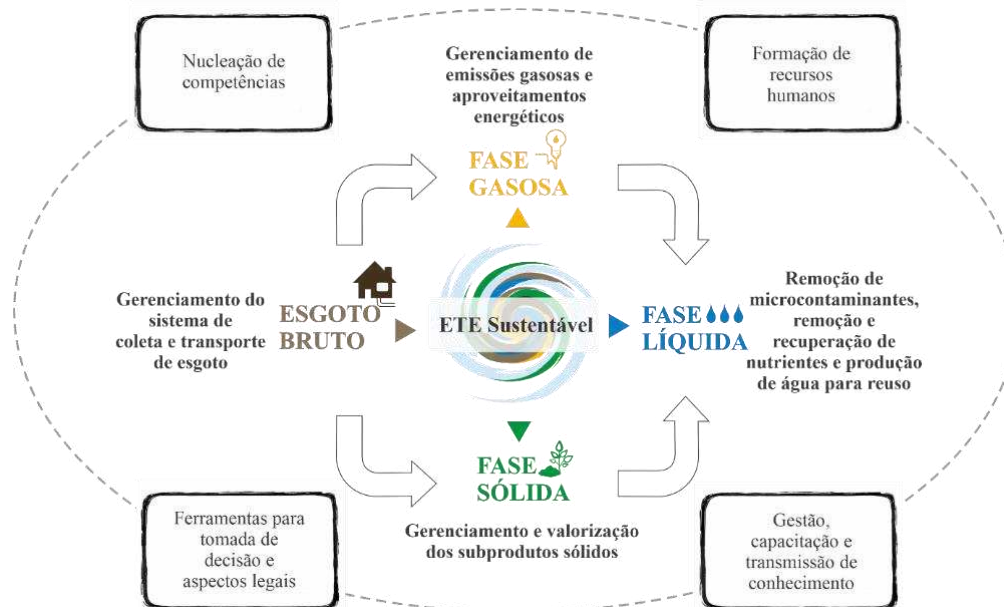 Nucleação de
competências
Gerenciamento de
emissões gasosas e
aproveitamentos
energéticos
Formação de
recursos
humanos
FASE
GASOSA
Gerenciamento do
sistema de
coleta e transporte
de esgoto
ESGOTO
BRUTO
ETE Sustentável
FASE
LÍQUIDA
Remoção de
microcontaminantes,
remoção e
recuperação de
nutrientes e produção
de água para reuso
FASE
SÓLIDA
Gerenciamento e valorização
dos subprodutos sólidos
Ferramentas para
tomada de
decisão e
aspectos legais
Gestão,
capacitação e
transmissão de
conhecimento